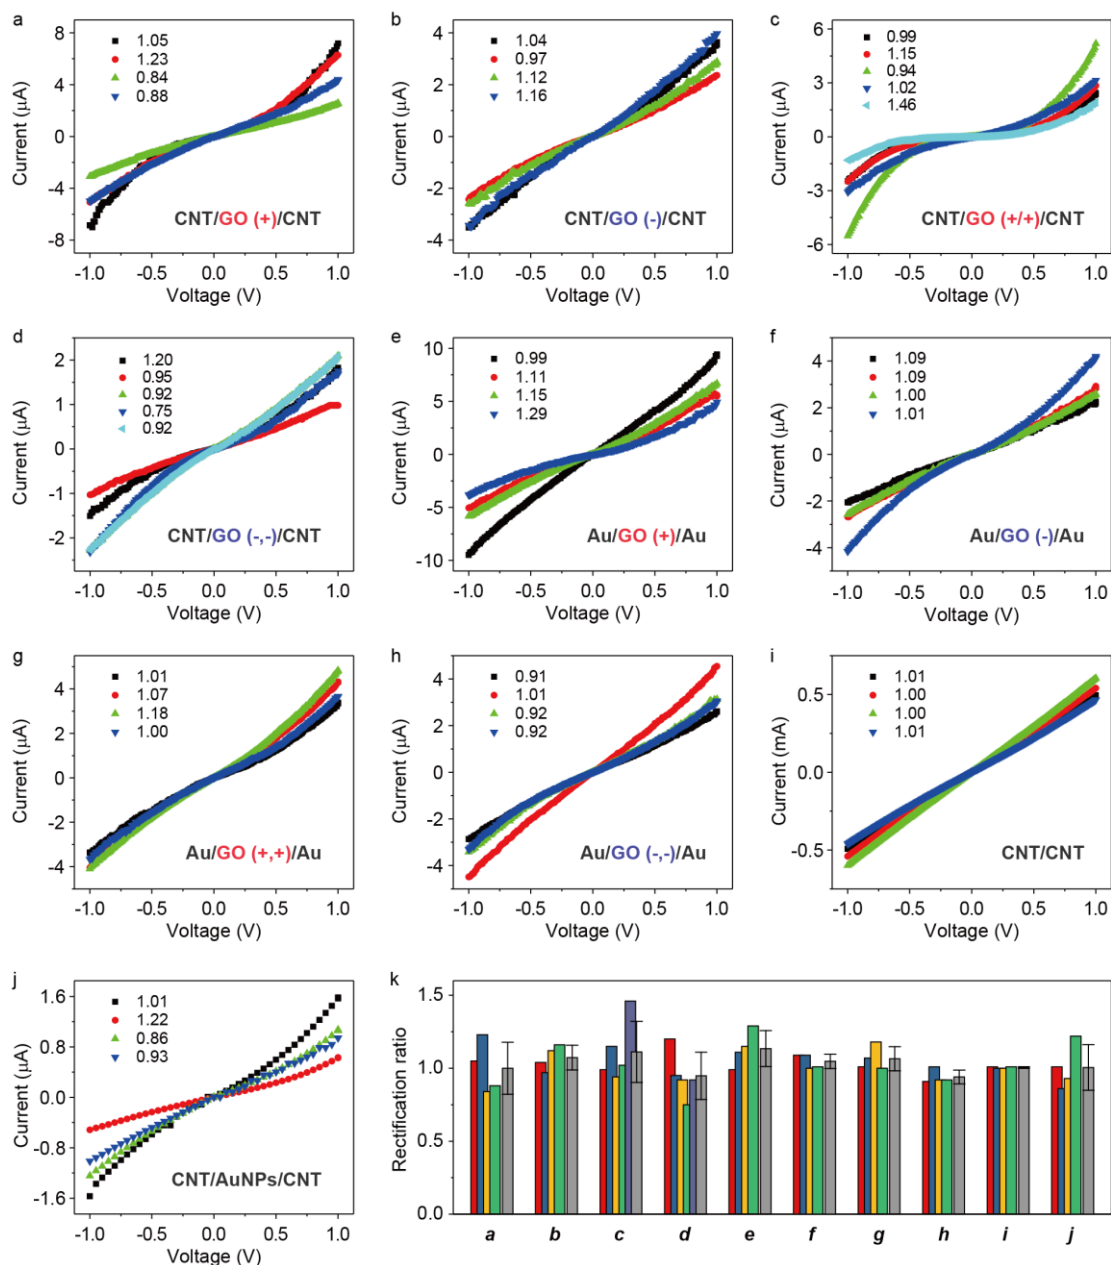 a
8
4
0
-4
-8
Current (μA)
1.05
1.23
0.84
0.88
CNT/GO (+)/CNT
-1.0 -0.5 0.0 0.5 1.0
Voltage (V)
b
4
2
0
-2
-4
Current (μA)
1.04
0.97
1.12
1.16
CNT/GO (-)/CNT
-1.0 -0.5 0.0 0.5 1.0
Voltage (V)
c
6
3
0
-3
-6
Current (μA)
0.99
1.15
0.94
1.02
1.46
CNT/GO (+/+)/CNT
-1.0 -0.5 0.0 0.5 1.0
Voltage (V)
d
2
1
0
-1
-2
Current (μA)
1.20
0.95
0.92
0.75
0.92
CNT/GO (-,-)/CNT
-1.0 -0.5 0.0 0.5 1.0
Voltage (V)
e
10
5
0
-5
-10
Current (μA)
0.99
1.11
1.15
1.29
Au/GO (+)/Au
-1.0 -0.5 0.0 0.5 1.0
Voltage (V)
f
4
2
0
-2
-4
Current (μA)
1.09
1.09
1.00
1.01
Au/GO (-)/Au
-1.0 -0.5 0.0 0.5 1.0
Voltage (V)
g
4
2
0
-2
-4
Current (μA)
1.01
1.07
1.18
1.00
Au/GO (+,+)/Au
-1.0 -0.5 0.0 0.5 1.0
Voltage (V)
h
4
2
0
-2
-4
Current (μA)
0.91
1.01
0.92
0.92
Au/GO (-,-)/Au
-1.0 -0.5 0.0 0.5 1.0
Voltage (V)
i
0.5
0.0
-0.5
Current (mA)
1.01
1.00
1.00
1.01
CNT/CNT
-1.0 -0.5 0.0 0.5 1.0
Voltage (V)
j
1.6
0.8
0.0
-0.8
-1.6
Current (μA)
1.01
1.22
0.86
0.93
CNT/AuNPs/CNT
-1.0 -0.5 0.0 0.5 1.0
Voltage (V)
k
1.5
1.0
0.5
0.0
Rectification ratio
a b c d e f g h i j